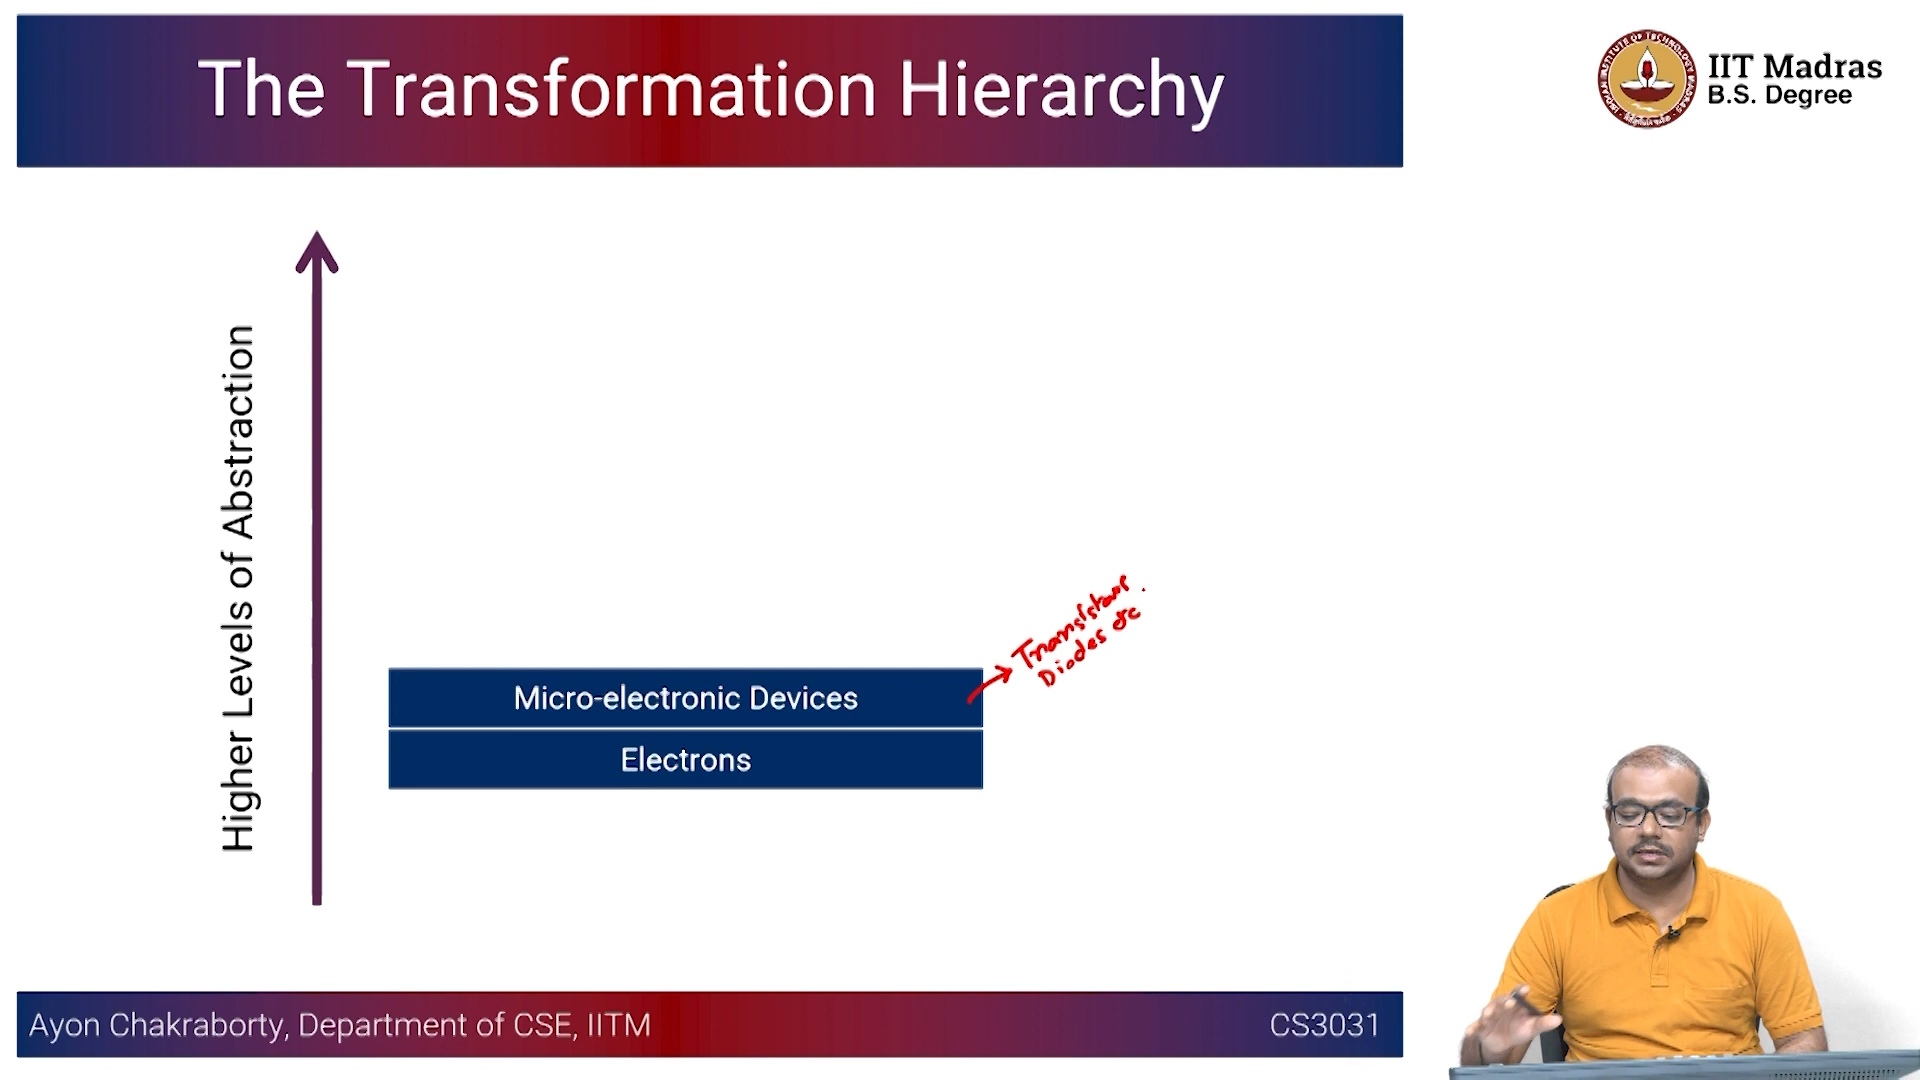 The Transformation Hierarchy
IIT Madras
B.S. Degree
Higher Levels of Abstraction
Transistors
Diodes etc
Micro-electronic Devices
Electrons
Ayon Chakraborty, Department of CSE, IITM
CS3031